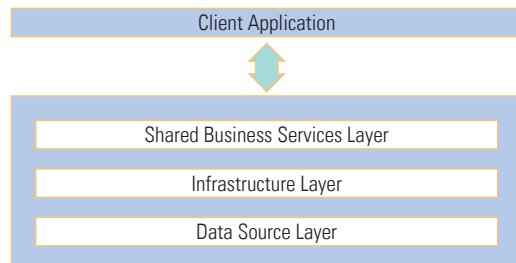 Client Application
Shared Business Services Layer
Infrastructure Layer
Data Source Layer